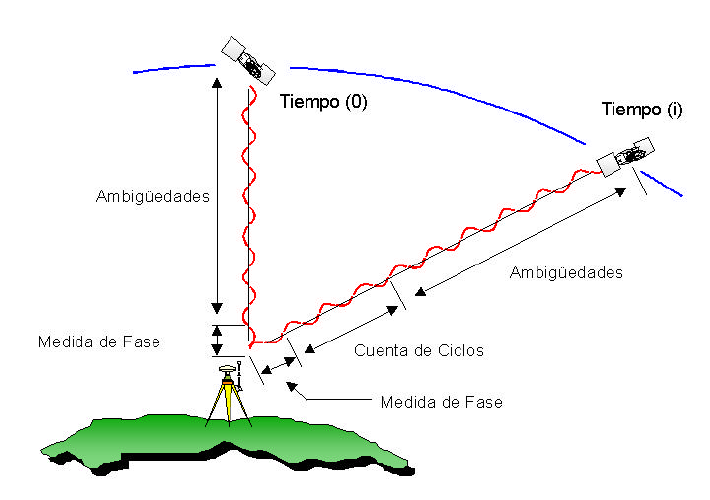 Tiempo (0)
Tiempo (i)
Ambigüedades
Ambigüedades
Medida de Fase
Cuenta de Ciclos
Medida de Fase